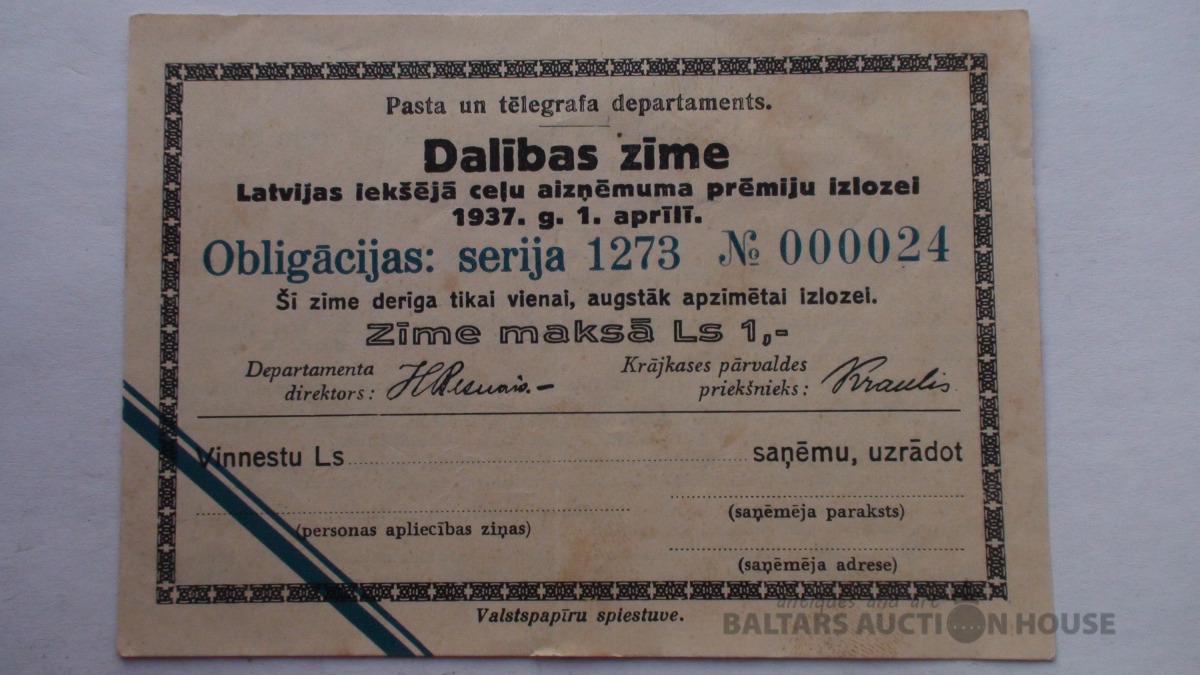 Pasta un tēlegrafa departaments.
Dalības zīme
Latvijas iekšējā ceļu aizņēmuma prēmiju izlozei
1937. g. 1. aprīlī.
Obligācijas: serija 1273 № 000024
Šī zīme derīga tikai vienai, augstāk apzīmētai izlozei.
Zīme maksā Ls 1,-
Departamenta direktors:
Krājkases pārvaldes priekšnieks: Kraulis.
Vinnestu Ls saņēmu, uzrādot
(personas apliecības ziņas)
(saņēmēja paraksts)
(saņēmēja adrese)
Valstspapīru spiestuve.
antiques and art
BALTARS AUCTION HOUSE